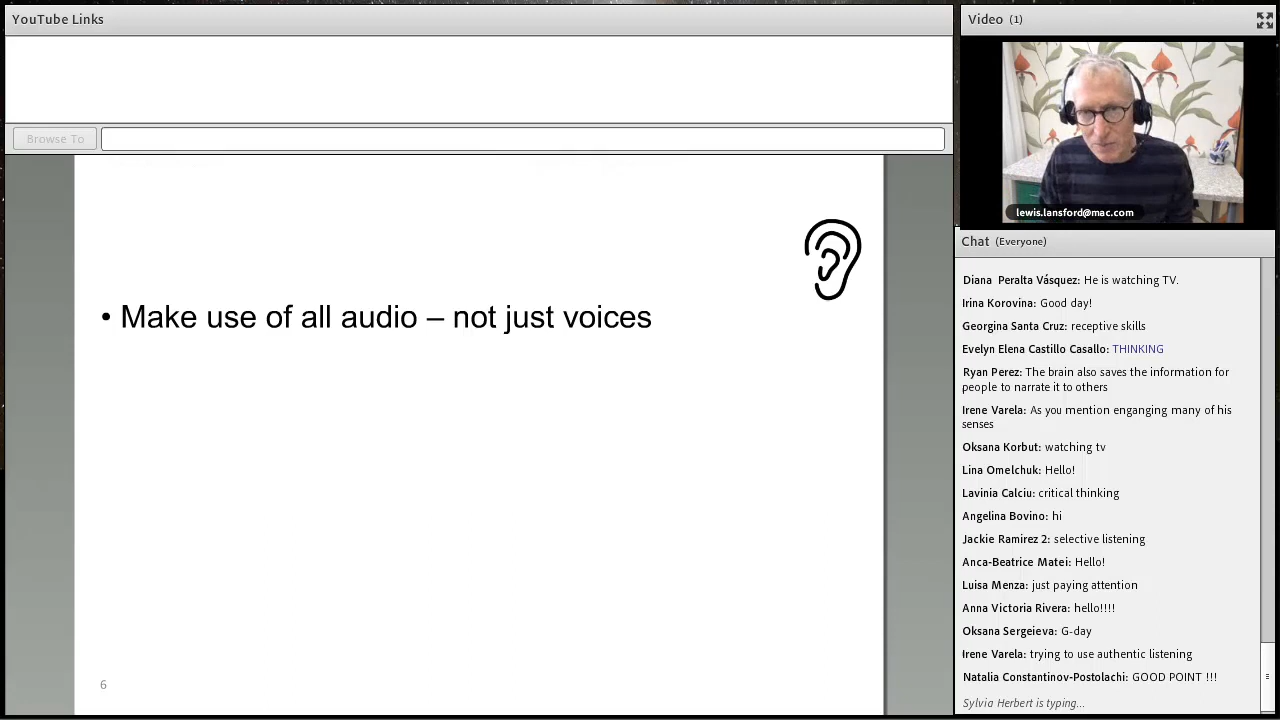 YouTube Links
Browse To
• Make use of all audio – not just voices
6
Video (1)
lewis.lansford@mac.com
Chat (Everyone)
Diana Peralta Vásquez: He is watching TV.
Irina Korovina: Good day!
Georgina Santa Cruz: receptive skills
Evelyn Elena Castillo Casallo: THINKING
Ryan Perez: The brain also saves the information for
people to narrate it to others
Irene Varela: As you mention enganging many of his
senses
Oksana Korbut: watching tv
Lina Omelchuk: Hello!
Lavinia Calciu: critical thinking
Angelina Bovino: hi
Jackie Ramirez 2: selective listening
Anca-Beatrice Matei: Hello!
Luisa Menza: just paying attention
Anna Victoria Rivera: hello!!!!
Oksana Sergeieva: G-day
Irene Varela: trying to use authentic listening
Natalia Constantinov-Postolachi: GOOD POINT !!!
Sylvia Herbert is typing...